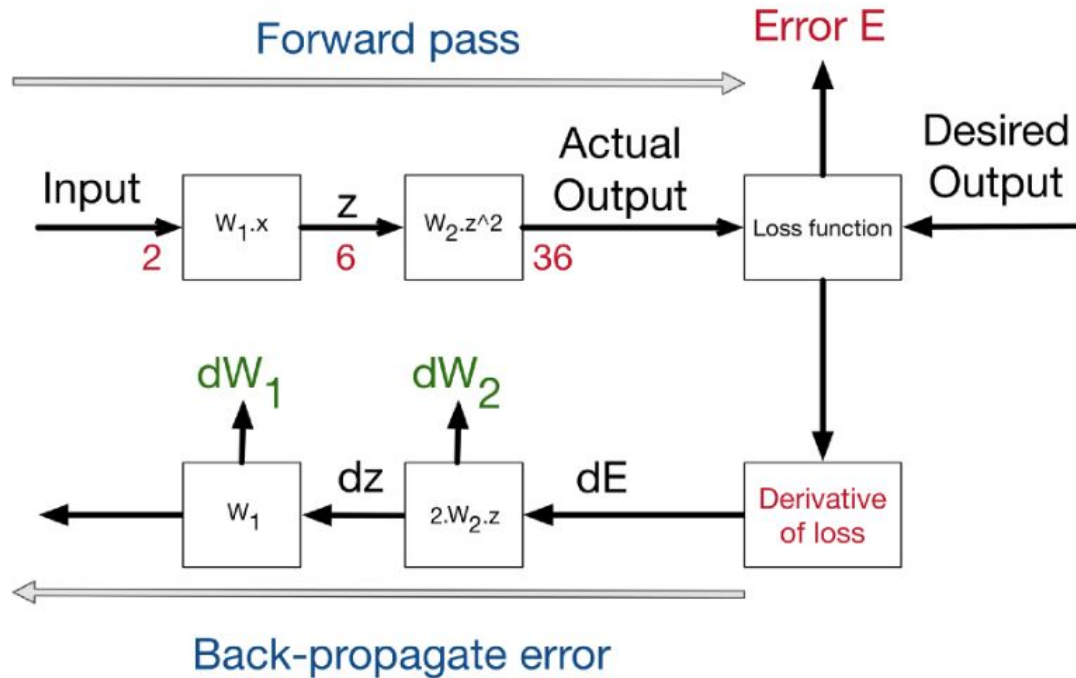 Forward pass
Error E
Input
W₁.x
z
W₂.z^2
Actual
Output
Loss function
Desired
Output
2
6
36
dW₁
dW₂
W₁
dz
2.W₂.z
dE
Derivative
of loss
Back-propagate error